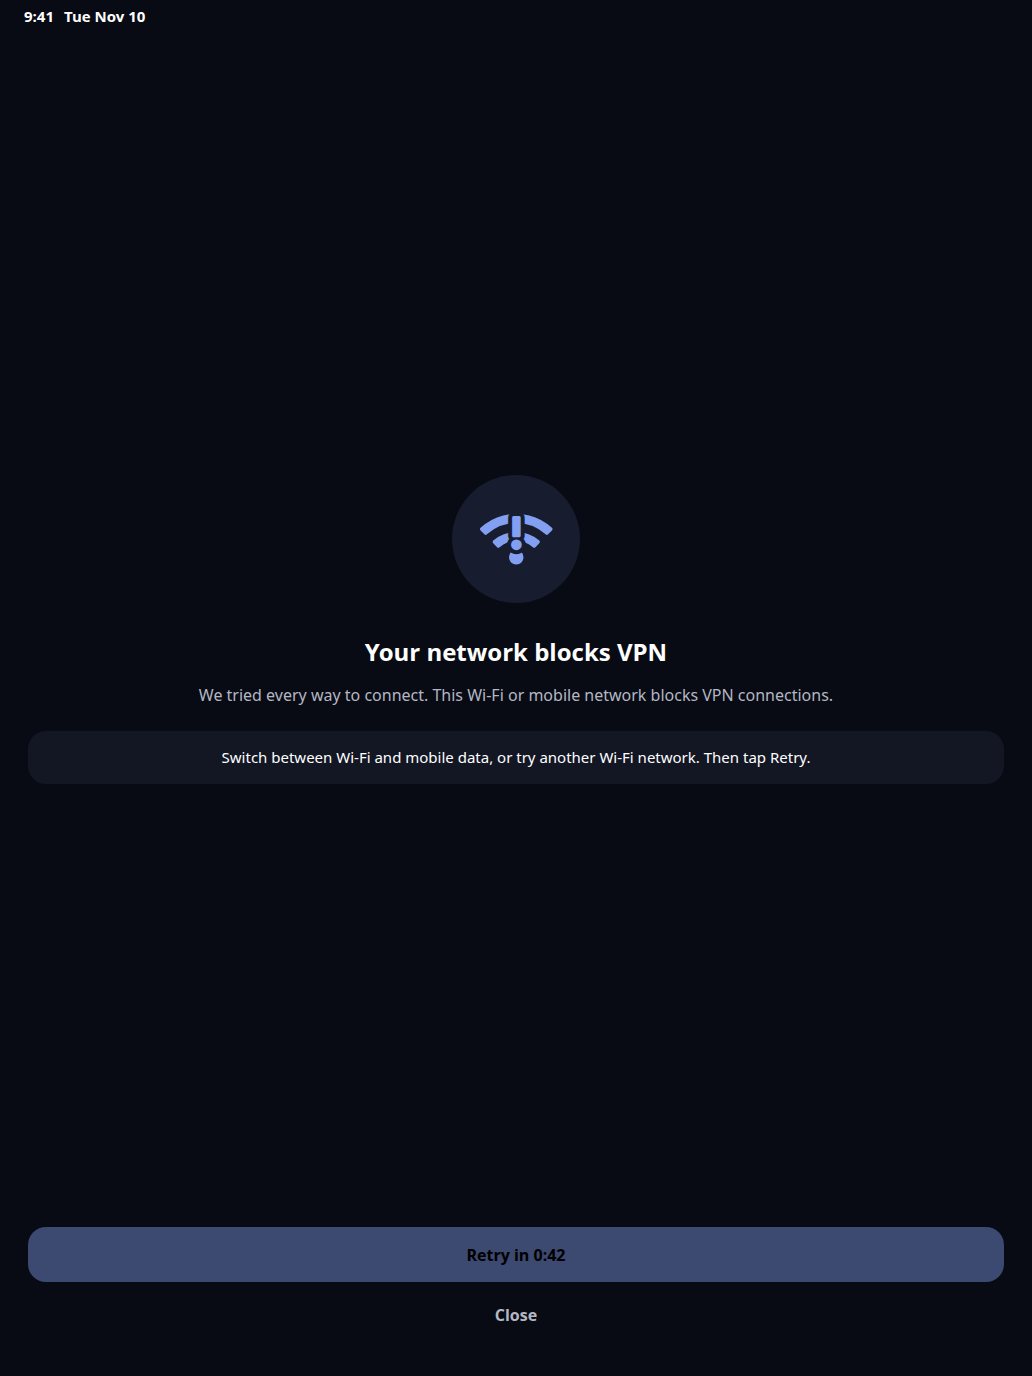 9:41 Tue Nov 10
Your network blocks VPN
We tried every way to connect. This Wi-Fi or mobile network blocks VPN connections.
Switch between Wi-Fi and mobile data, or try another Wi-Fi network. Then tap Retry.
Retry in 0:42
Close